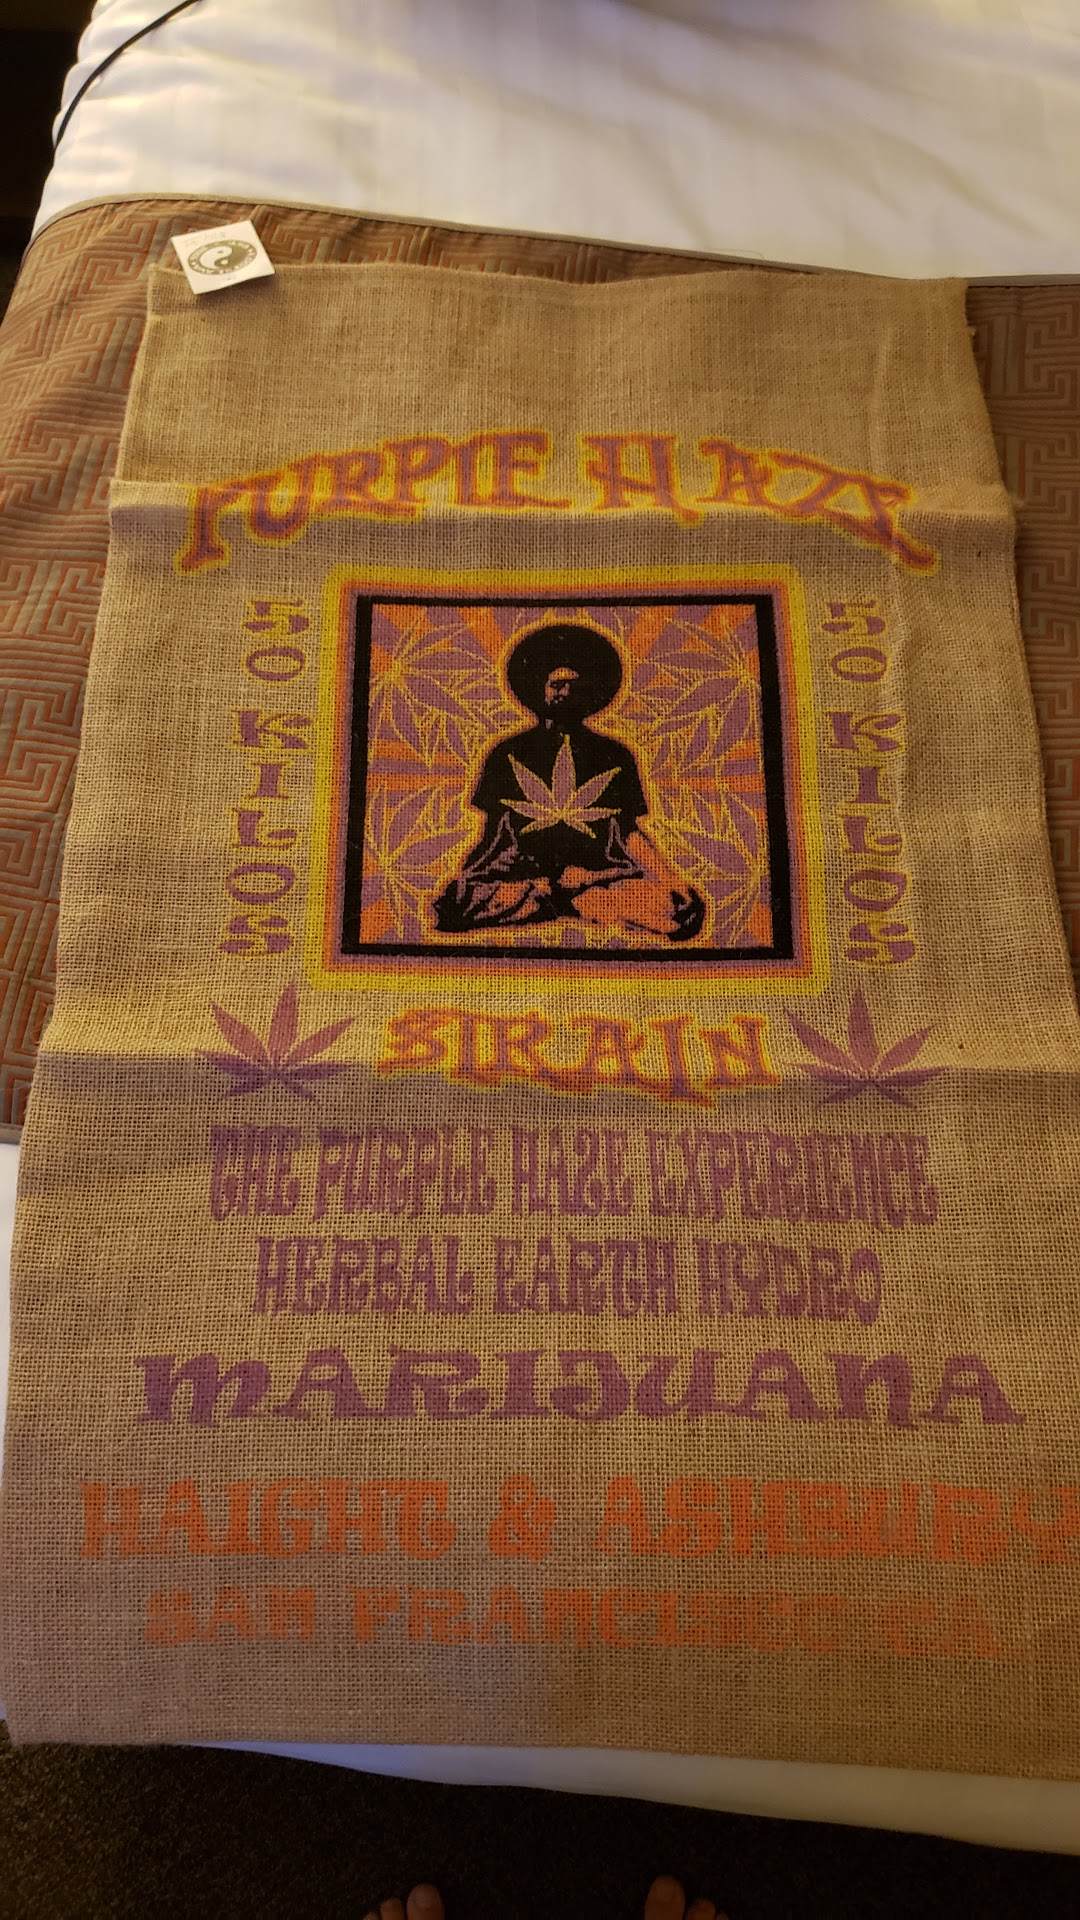 PURPLE HAZE
50 KILOS
50 KILOS
STRAIN
THE PURPLE HAZE EXPERIENCE
HERBAL EARTH HYDRO
MARIJUANA
HAIGHT & ASHBURY
SAN FRANCISCO CA